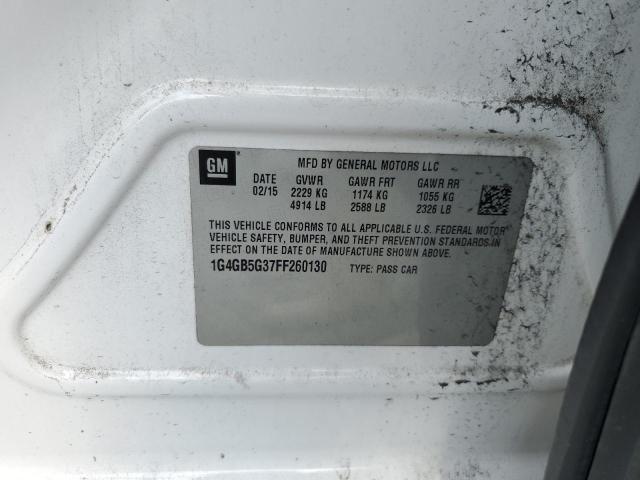 GM
MFD BY GENERAL MOTORS LLC
DATE GVWR GAWR FRT GAWR RR
02/15 2229 KG 1174 KG 1055 KG
4914 LB 2588 LB 2326 LB
THIS VEHICLE CONFORMS TO ALL APPLICABLE U.S. FEDERAL MOTOR
VEHICLE SAFETY, BUMPER, AND THEFT PREVENTION STANDARDS IN
EFFECT ON THE DATE OF MANUFACTURE SHOWN ABOVE.
1G4GB5G37FF260130 TYPE: PASS CAR